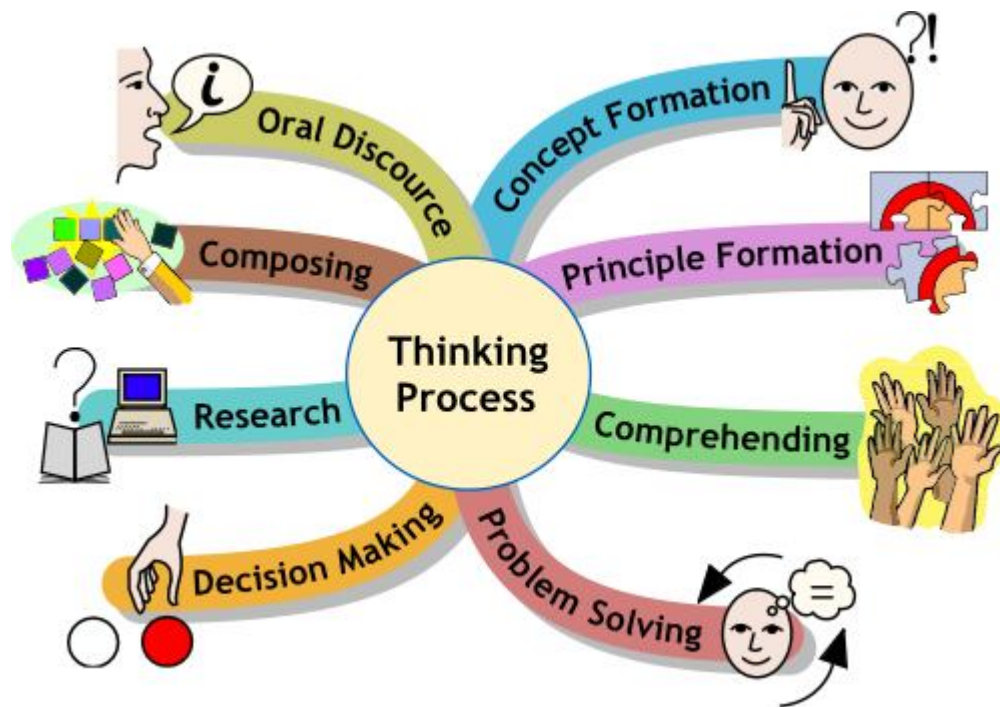 Thinking
Process
Concept Formation
Principle Formation
Comprehending
Problem Solving
Decision Making
Research
Composing
Oral Discource
i
?!
?
=